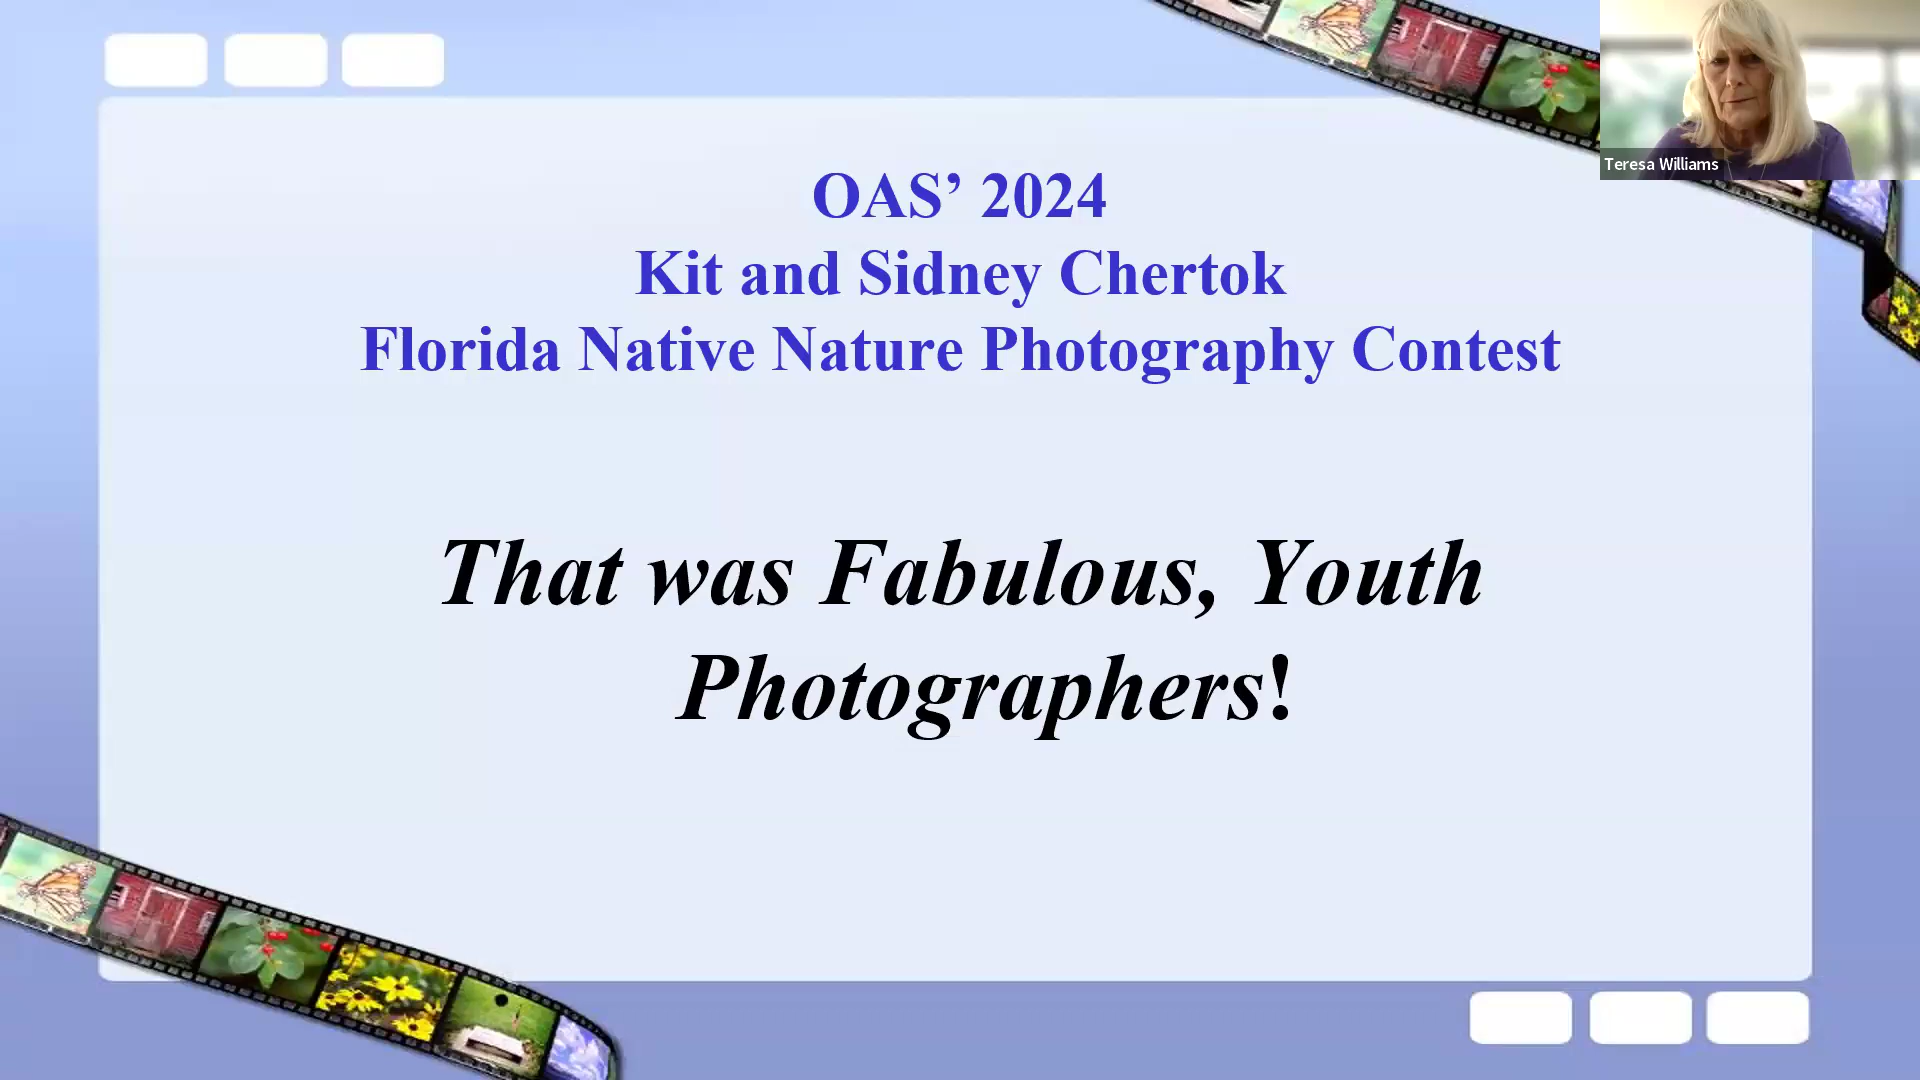 OAS’ 2024
Kit and Sidney Chertok
Florida Native Nature Photography Contest
Teresa Williams
That was Fabulous, Youth
Photographers!